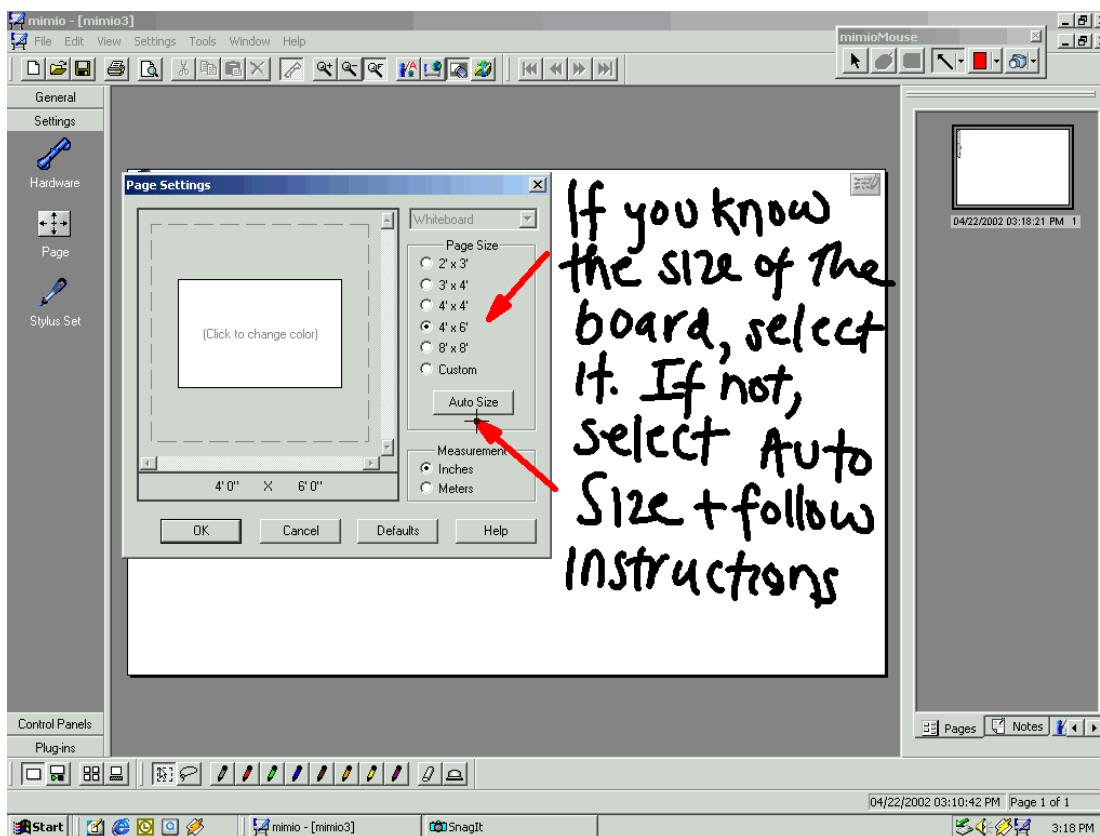 mimio - [mimio3]
File Edit View Settings Tools Window Help
mimioMouse
General
Settings
Hardware
Page
Stylus Set
Control Panels
Plug-ins
Page Settings
(Click to change color)
4' 0" X 6' 0"
Whiteboard
Page Size
2' x 3'
3' x 4'
4' x 4'
4' x 6'
8' x 8'
Custom
Auto Size
Measurement
Inches
Meters
OK Cancel Defaults Help
If you know
the size of The
board, select
it. If not,
select Auto
Size + follow
instructions
04/22/2002 03:18:21 PM 1
Pages Notes
04/22/2002 03:10:42 PM Page 1 of 1
Start mimio - [mimio3] SnagIt 3:18 PM